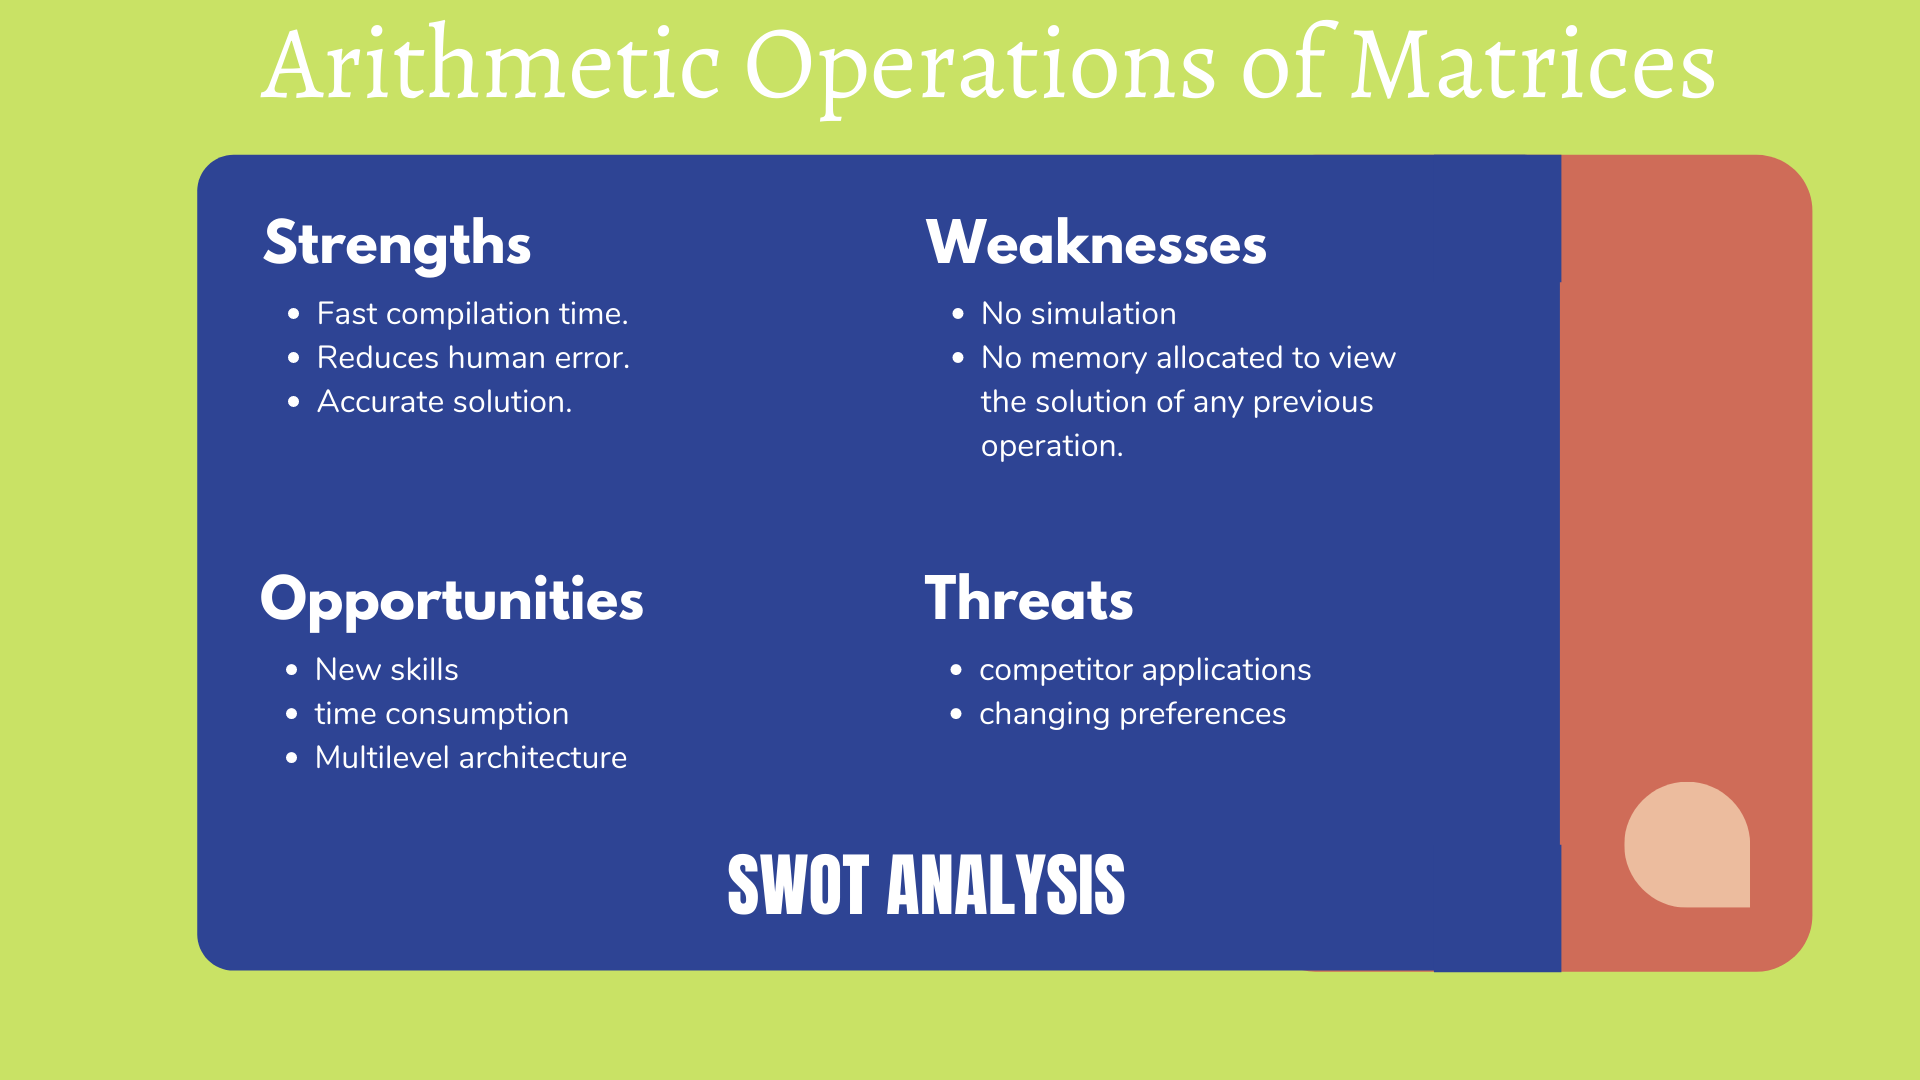 Arithmetic Operations of Matrices
Strengths
• Fast compilation time.
• Reduces human error.
• Accurate solution.
Weaknesses
• No simulation
• No memory allocated to view
the solution of any previous
operation.
Opportunities
• New skills
• time consumption
• Multilevel architecture
Threats
• competitor applications
• changing preferences
SWOT ANALYSIS